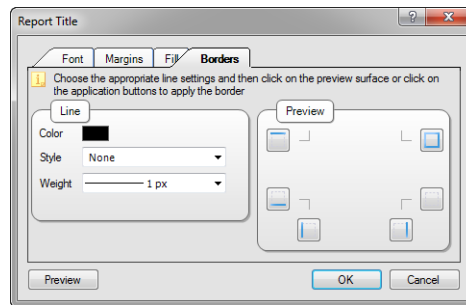 Report Title
Font Margins Fill Borders
Choose the appropriate line settings and then click on the preview surface or click on
the application buttons to apply the border
Line
Preview
Color
Style None
Weight 1 px
Preview OK Cancel